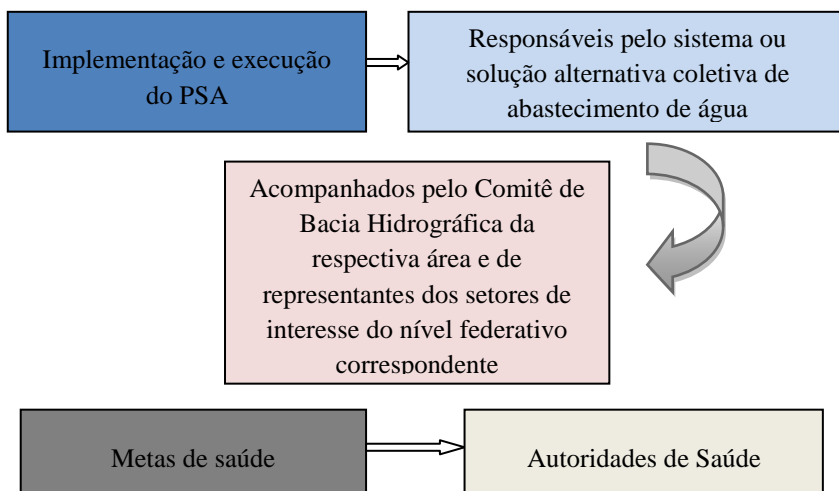 Implementação e execução
do PSA
Responsáveis pelo sistema ou
solução alternativa coletiva de
abastecimento de água
Acompanhados pelo Comitê de
Bacia Hidrográfica da
respectiva área e de
representantes dos setores de
interesse do nível federativo
correspondente
Metas de saúde
Autoridades de Saúde